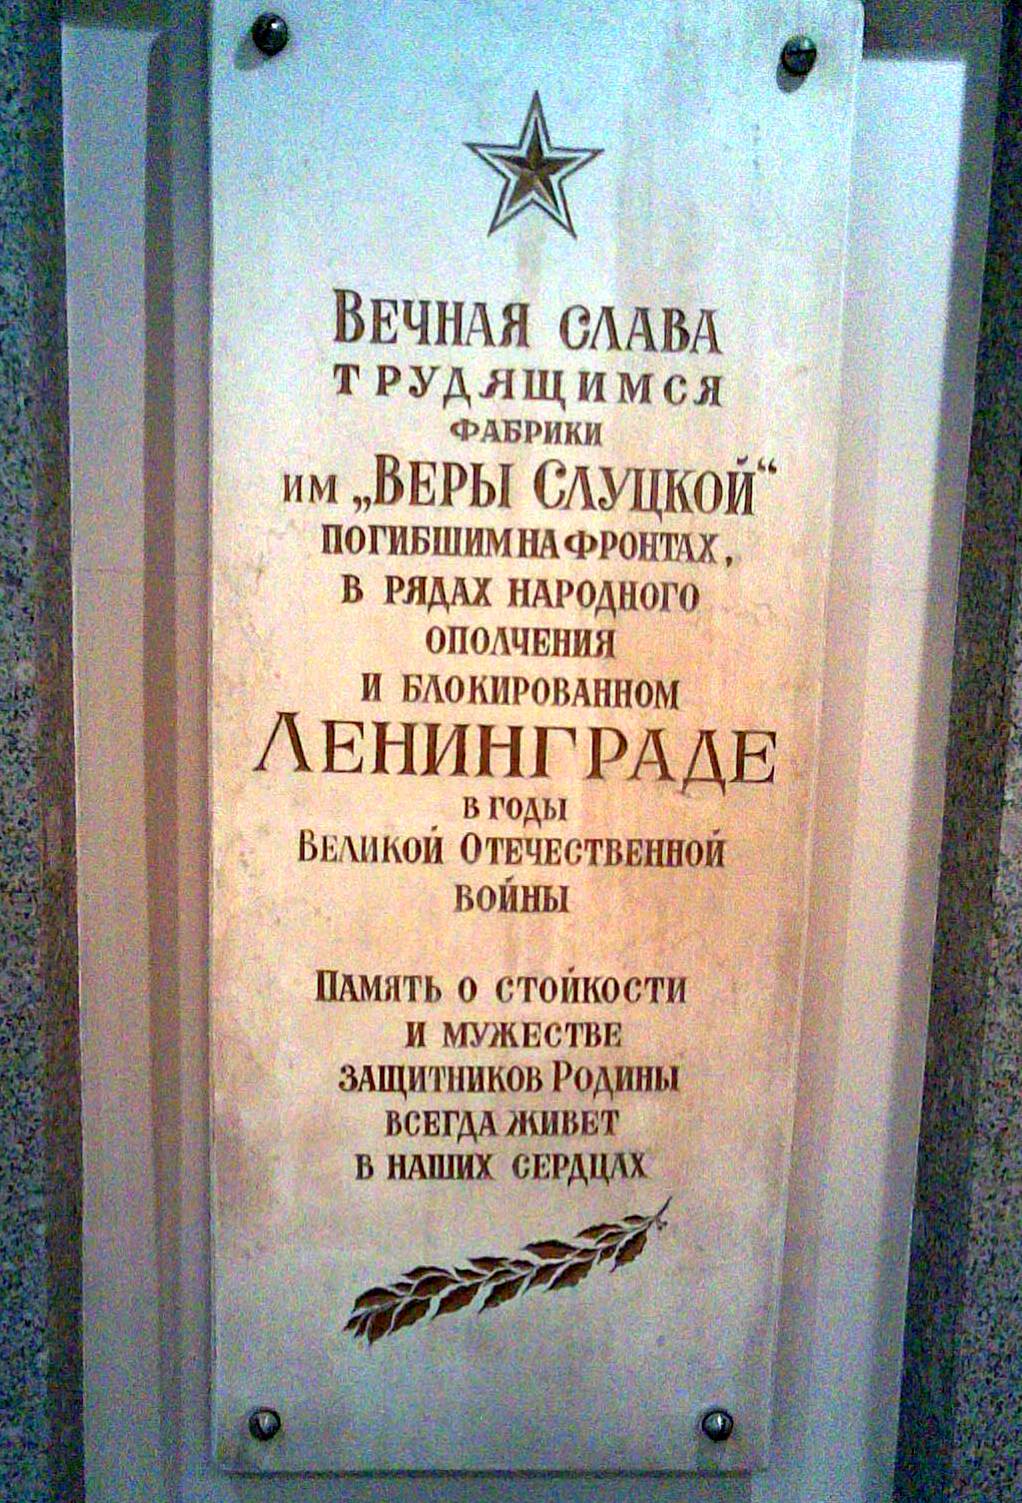 Вечная слава
трудящимся
фабрики
им „Веры Слуцкой“
погибшим на фронтах,
в рядах народного
ополчения
и блокированном
Ленинграде
в годы
Великой Отечественной
войны
Память о стойкости
и мужестве
защитников Родины
всегда живет
в наших сердцах